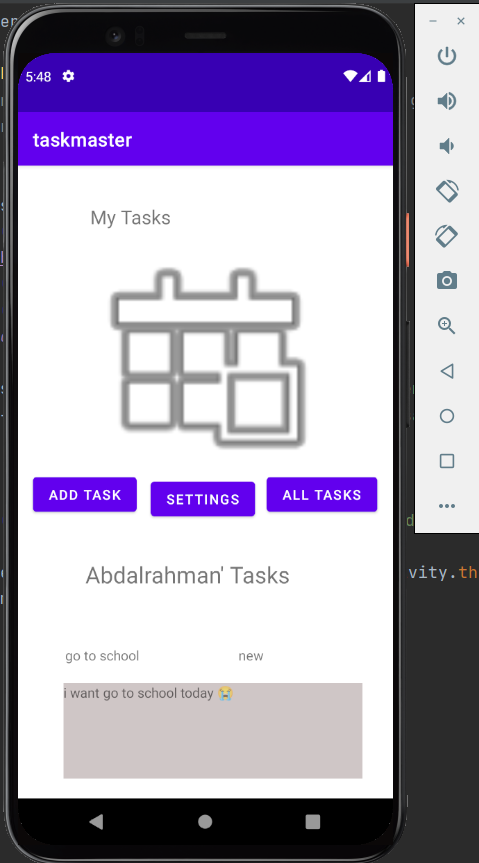 5:48
taskmaster
My Tasks
ADD TASK
SETTINGS
ALL TASKS
Abdalrahman' Tasks
go to school
new
i want go to school today 😭
vity.th